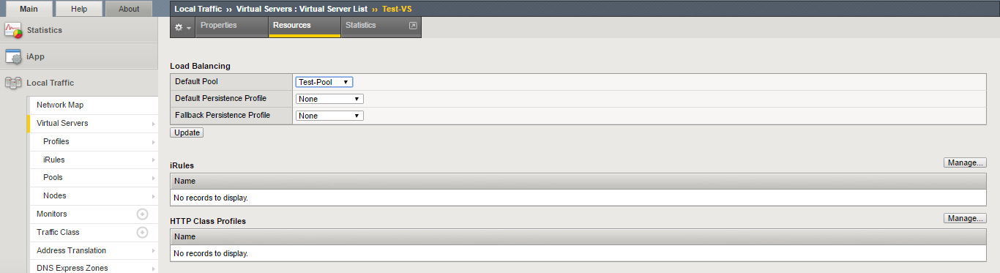 Main Help About
Local Traffic ›› Virtual Servers : Virtual Server List ›› Test-VS
Properties Resources Statistics
Statistics
iApp
Local Traffic
Network Map
Virtual Servers
Profiles
iRules
Pools
Nodes
Monitors
Traffic Class
Address Translation
DNS Express Zones
Load Balancing
Default Pool Test-Pool
Default Persistence Profile None
Fallback Persistence Profile None
Update
iRules Manage...
Name
No records to display.
HTTP Class Profiles Manage...
Name
No records to display.